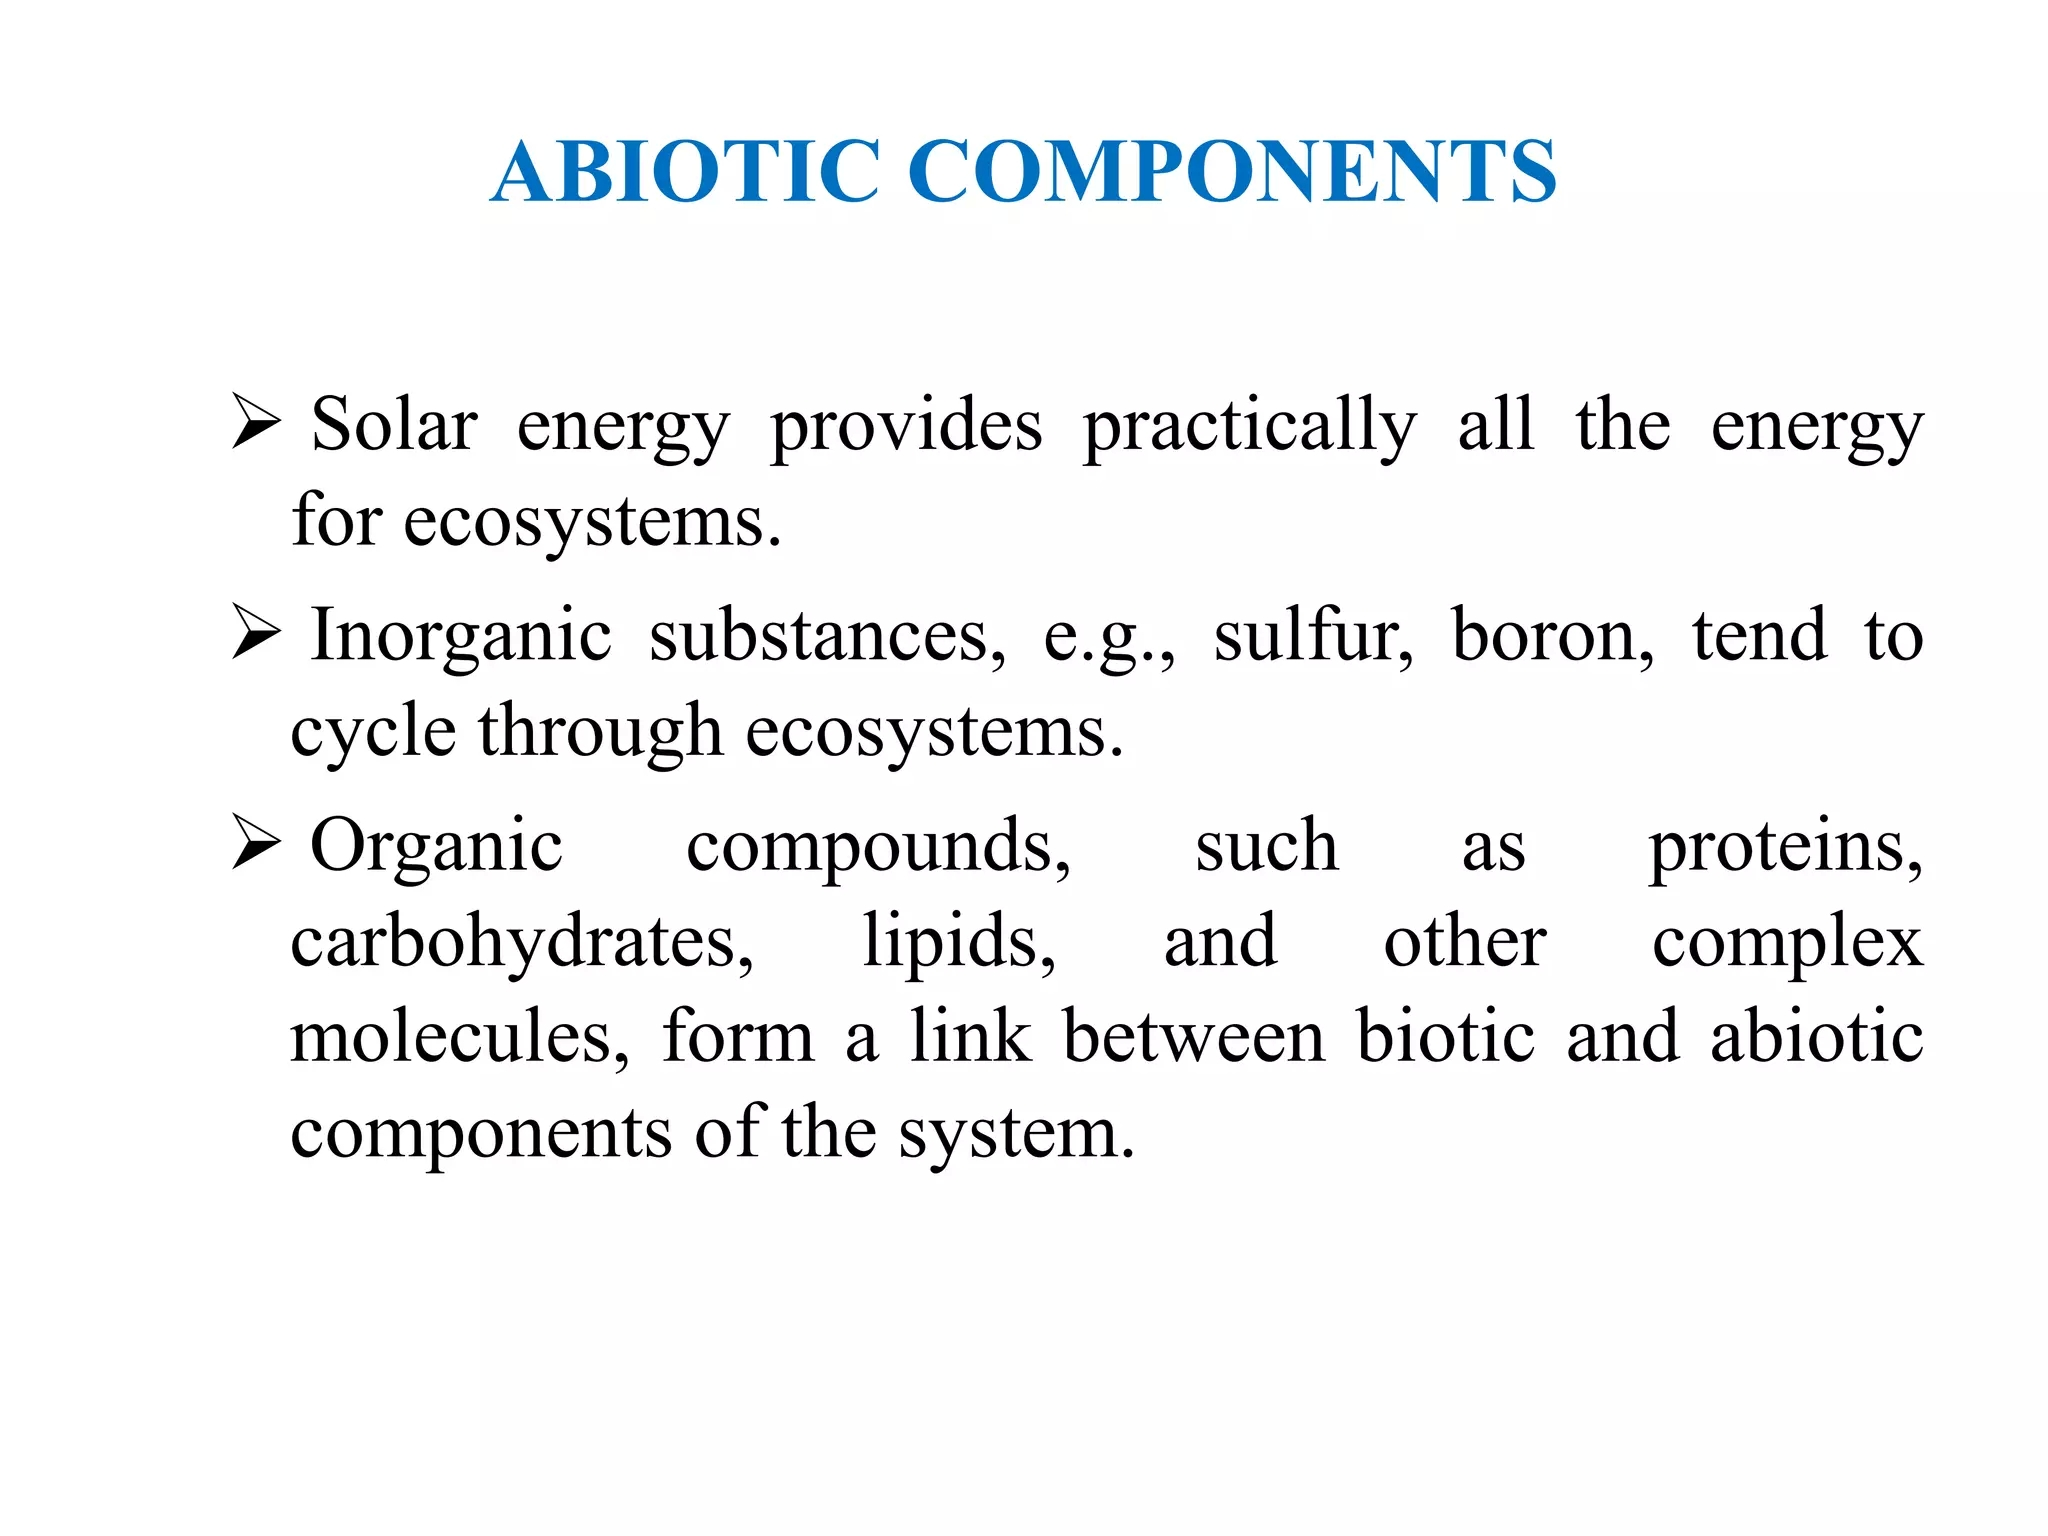 ABIOTIC COMPONENTS
➢ Solar energy provides practically all the energy
for ecosystems.
➢ Inorganic substances, e.g., sulfur, boron, tend to
cycle through ecosystems.
➢ Organic compounds, such as proteins,
carbohydrates, lipids, and other complex
molecules, form a link between biotic and abiotic
components of the system.